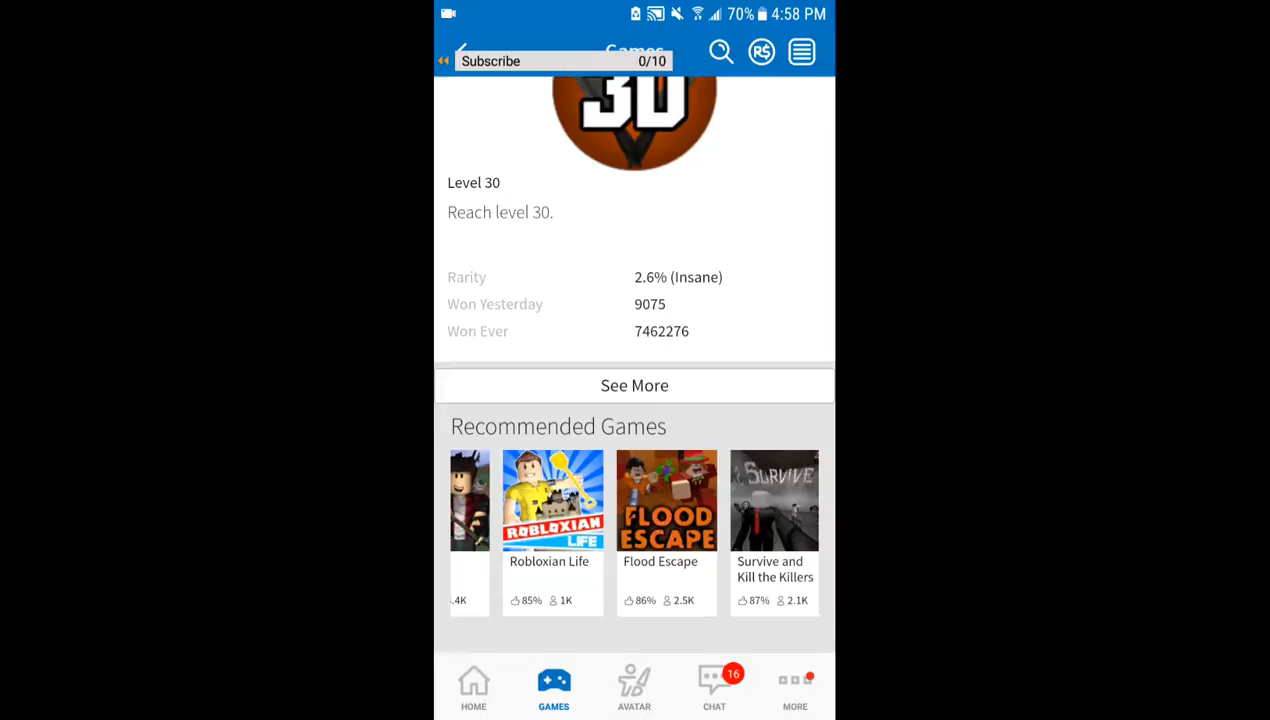 70% 4:58 PM
Games
Subscribe 0/10
R$
30
Level 30
Reach level 30.
Rarity 2.6% (Insane)
Won Yesterday 9075
Won Ever 7462276
See More
Recommended Games
ROBLOXIAN
LIFE
FLOOD
ESCAPE
SURVIVE
Robloxian Life
Flood Escape
Survive and
Kill the Killers
.4K
85% 1K
86% 2.5K
87% 2.1K
16
HOME GAMES AVATAR CHAT MORE